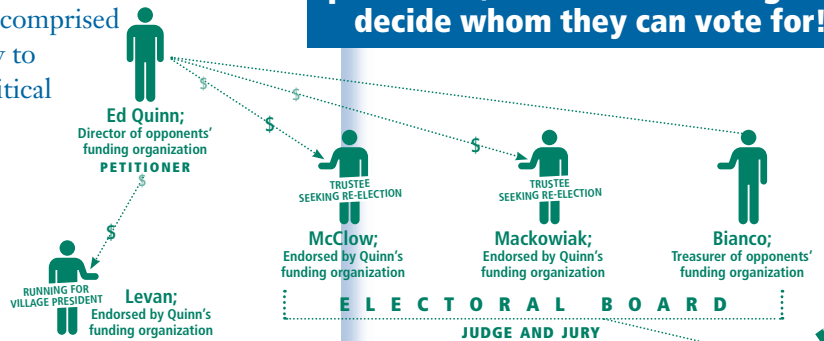 comprised
to
itical
decide whom they can vote for!
$
$
$
$
Ed Quinn;
Director of opponents'
funding organization
PETITIONER
$
$
RUNNING FOR
VILLAGE PRESIDENT
Levan;
Endorsed by Quinn's
funding organization
TRUSTEE
SEEKING RE-ELECTION
McClow;
Endorsed by Quinn's
funding organization
TRUSTEE
SEEKING RE-ELECTION
Mackowiak;
Endorsed by Quinn's
funding organization
Bianco;
Treasurer of opponents'
funding organization
ELECTORAL BOARD
JUDGE AND JURY